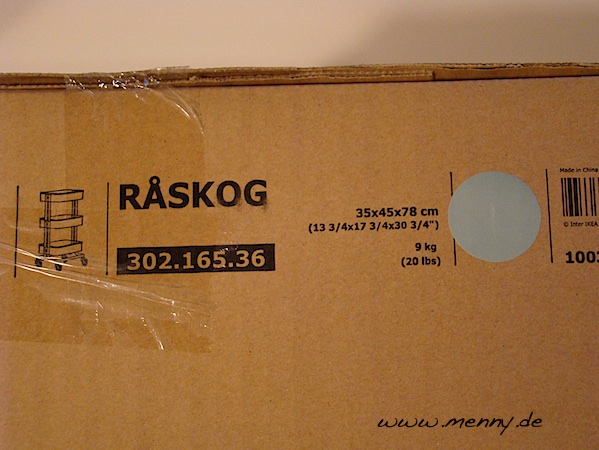 RÅSKOG
302.165.36
35x45x78 cm
(13 3/4x17 3/4x30 3/4")
9 kg
(20 lbs)
Made in China
© Inter IKEA
www.menny.de